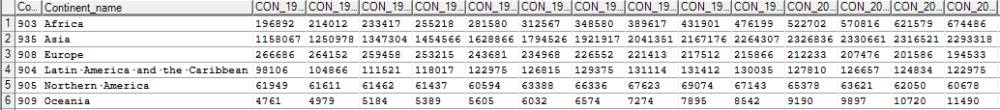 Co... Continent_name CON_19... CON_19... CON_19... CON_19... CON_19... CON_19... CON_19... CON_19... CON_19... CON_19... CON_20... CON_20... CON_20... CON_20...
1 903 Africa 196892 214012 233417 255218 281580 312567 348580 389617 431901 476199 522702 570816 621579 674486
2 935 Asia 1158067 1250978 1347304 1454566 1628866 1794526 1921917 2041351 2167176 2264307 2326836 2330661 2316521 2293318
3 908 Europe 266686 264152 259458 253215 243681 234968 226552 221413 217512 215866 212233 207476 201586 194533
4 904 Latin·America·and·the·Caribbean 98106 104866 111521 118017 122975 126815 129375 131114 131412 130035 127810 126657 124834 122975
5 905 Northern·America 61949 61611 61462 61437 60594 63388 66336 67623 69074 67143 65378 63621 62050 60678
6 909 Oceania 4761 4979 5184 5389 5605 6032 6574 7274 7895 8542 9190 9897 10720 11490